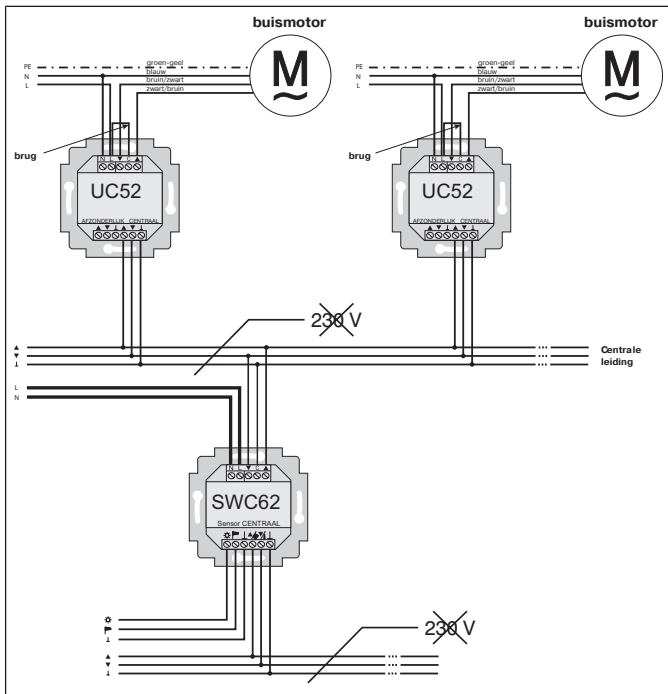 buismotor buismotor
PE groen-geel PE groen-geel
N blauw N blauw
L bruin/zwart L bruin/zwart
zwart/bruin zwart/bruin
M M
brug brug
N L ▼ C ▲ N L ▼ C ▲
UC52 UC52
AFZONDERLIJK CENTRAAL AFZONDERLIJK CENTRAAL
▲ ▼ ⊥ ▲ ▼ ⊥ ▲ ▼ ⊥ ▲ ▼ ⊥
230 V
▲
▼ Centrale
⊥ leiding
L
N
N L ▼ C ▲
SWC62
Sensor CENTRAAL
230 V